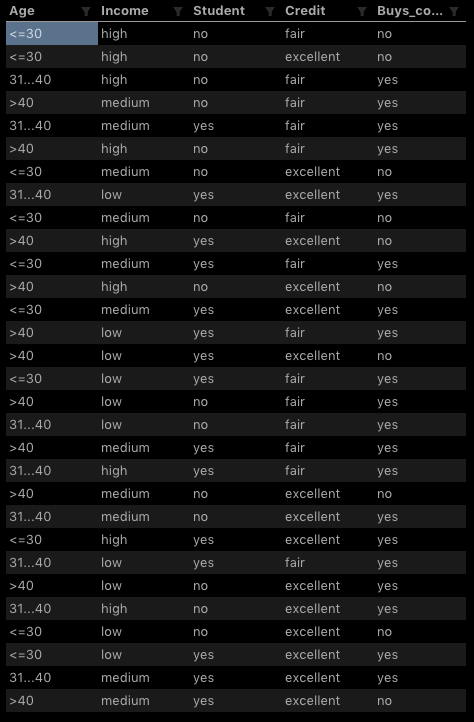 Age Income Student Credit Buys_co...
<=30 high no fair no
<=30 high no excellent no
31...40 high no fair yes
>40 medium no fair yes
31...40 medium yes fair yes
>40 high no fair yes
<=30 medium no excellent no
31...40 low yes excellent yes
<=30 medium no fair no
>40 high yes excellent no
<=30 medium yes fair yes
>40 high no excellent no
<=30 medium yes excellent yes
>40 low yes fair yes
>40 low yes excellent no
<=30 low yes fair yes
>40 low no fair yes
31...40 low no fair yes
>40 medium yes fair yes
31...40 high yes fair yes
>40 medium no excellent no
31...40 medium no excellent yes
<=30 high yes excellent yes
31...40 low yes fair yes
>40 low no excellent yes
31...40 high no excellent yes
<=30 low no excellent no
<=30 low yes excellent yes
31...40 medium yes excellent yes
>40 medium yes excellent no